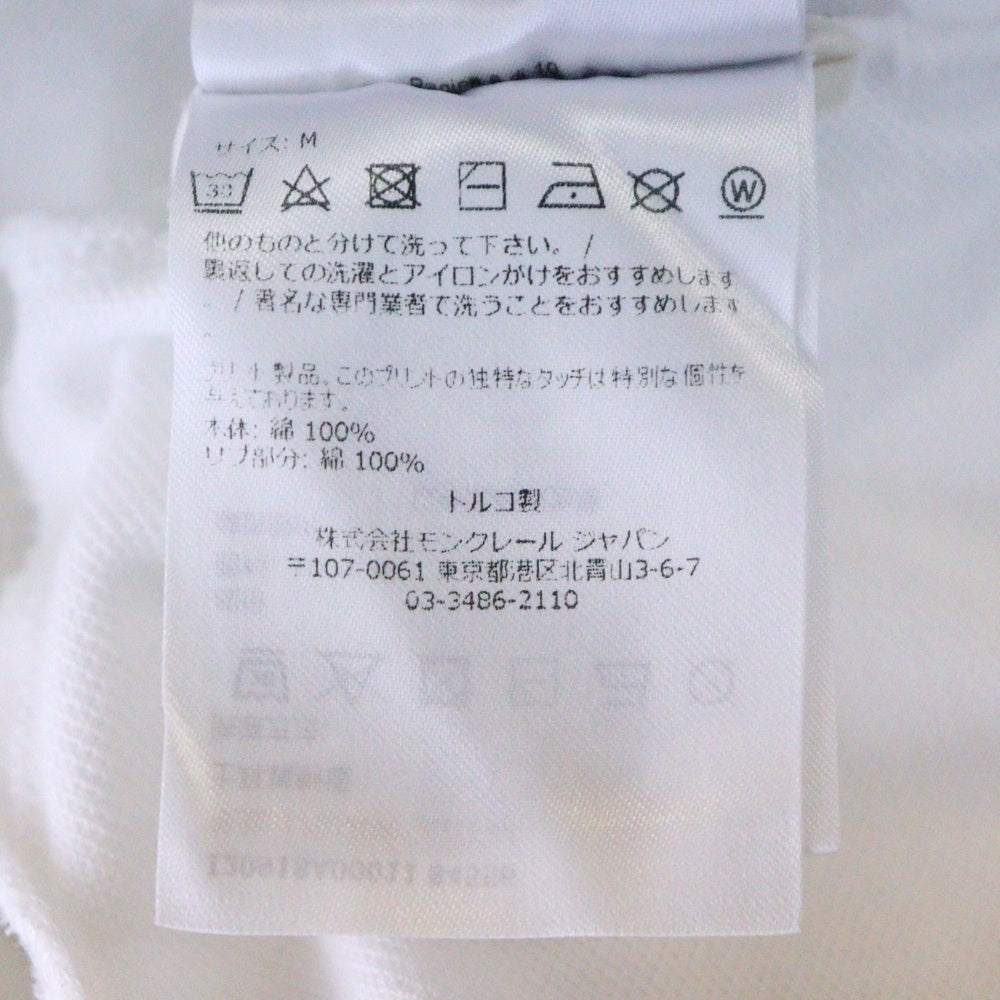 サイズ: M
30
W
他のものと分けて洗って下さい。 /
裏返しての洗濯とアイロンがけをおすすめします
。 / 著名な専門業者で洗うことをおすすめします
。
プリント製品。このプリントの独特なタッチは特別な個性を
与えております。
本体: 綿 100%
リブ部分: 綿 100%
トルコ製
株式会社モンクレール ジャパン
〒107-0061 東京都港区北青山3-6-7
03-3486-2110